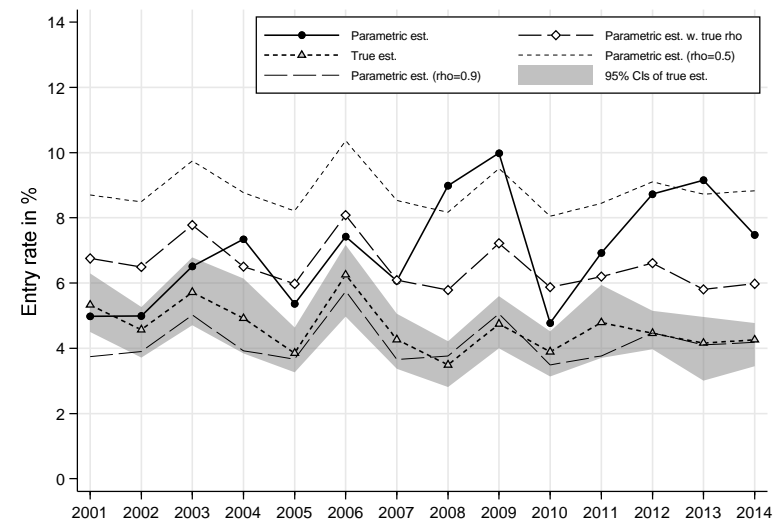 Parametric est.
Parametric est. w. true rho
True est.
Parametric est. (rho=0.5)
Parametric est. (rho=0.9)
95% CIs of true est.
Entry rate in %
14
12
10
8
6
4
2
0
2001 2002 2003 2004 2005 2006 2007 2008 2009 2010 2011 2012 2013 2014